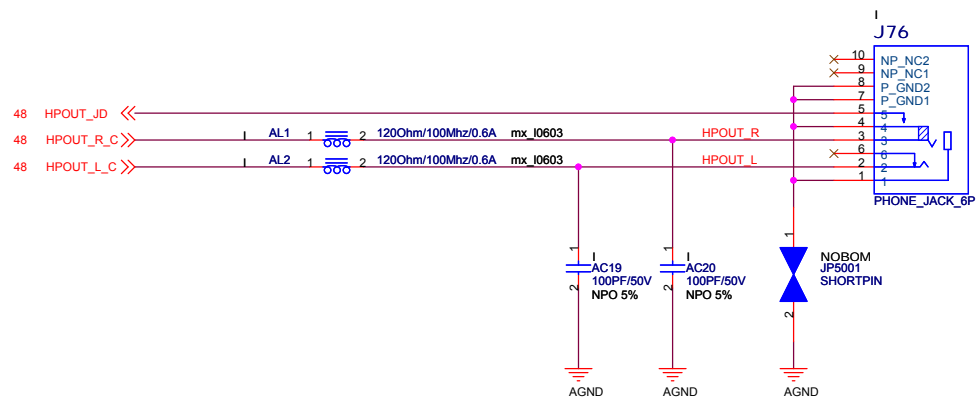 I
J76
10 NP_NC2
9 NP_NC1
8 P_GND2
7 P_GND1
48 HPOUT_JD 5 5
4 4
48 HPOUT_R_C I AL1 1 2 120Ohm/100Mhz/0.6A mx_l0603 HPOUT_R 3 3
6 6
48 HPOUT_L_C I AL2 1 2 120Ohm/100Mhz/0.6A mx_l0603 HPOUT_L 2 2
1 1
PHONE_JACK_6P
1 I
AC19
100PF/50V
2 NPO 5%
1 I
AC20
100PF/50V
2 NPO 5%
1
NOBOM
JP5001
SHORTPIN
2
AGND AGND AGND